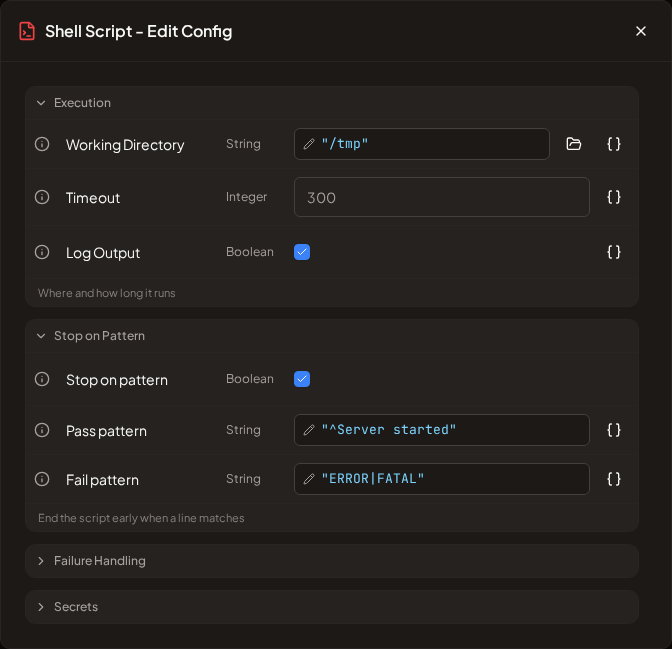 Shell Script - Edit Config
Execution
Working Directory String "/tmp" {}
Timeout Integer 300 {}
Log Output Boolean {}
Where and how long it runs
Stop on Pattern
Stop on pattern Boolean
Pass pattern String "^Server started" {}
Fail pattern String "ERROR|FATAL" {}
End the script early when a line matches
Failure Handling
Secrets